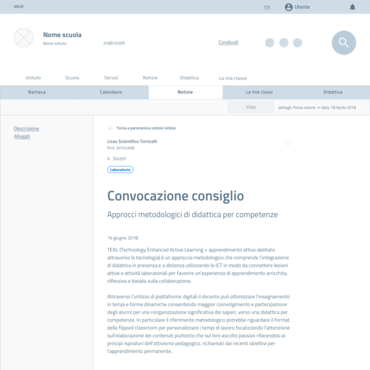 MIUR
Utente
Nome scuola
Nome istituto
scegli scuola
Condividi
Istituto Scuola Servizi Notizie Didattica La mia classe
Bacheca Calendario Notizie Le mie classi Didattica
Visto
dettagli: Presa visione in data: 18 Aprile 2018
Descrizione
Allegati
Torna a panoramica notizie notizie
Liceo Scientifico Torricelli
Docenti
Laboratorio
Convocazione consiglio
Approcci metodologici di didattica per competenze
16 giugno 2018
TEAL (Technology Enhanced Active Learning = apprendimento attivo abilitato
attraverso la tecnologia) è un approccio metodologico che comprende l'integrazione
di didattica in presenza e a distanza utilizzando le ICT in modo da connettere lezioni
attive e attività laboratoriali per favorire un'esperienza di apprendimento arricchita,
riflessiva e basata sulla collaborazione.
Attraverso l'utilizzo di piattaforme digitali il docente può ottimizzare l'insegnamento
in tempi e forme dinamiche consentendo maggior coinvolgimento e partecipazione
degli alunni per una riorganizzazione significativa dei saperi, verso una didattica per
competenze. In particolare il riferimento metodologico potrebbe riguardare il format
della flipped classroom per personalizzare i tempi di lavoro focalizzando l'attenzione
sull'elaborazione dei contenuti piuttosto che sul loro ascolto passivo rifacendosi ai
principi ispiratori dell'attivismo pedagogico, richiamati dai recenti obiettivi per
l'apprendimento permanente.